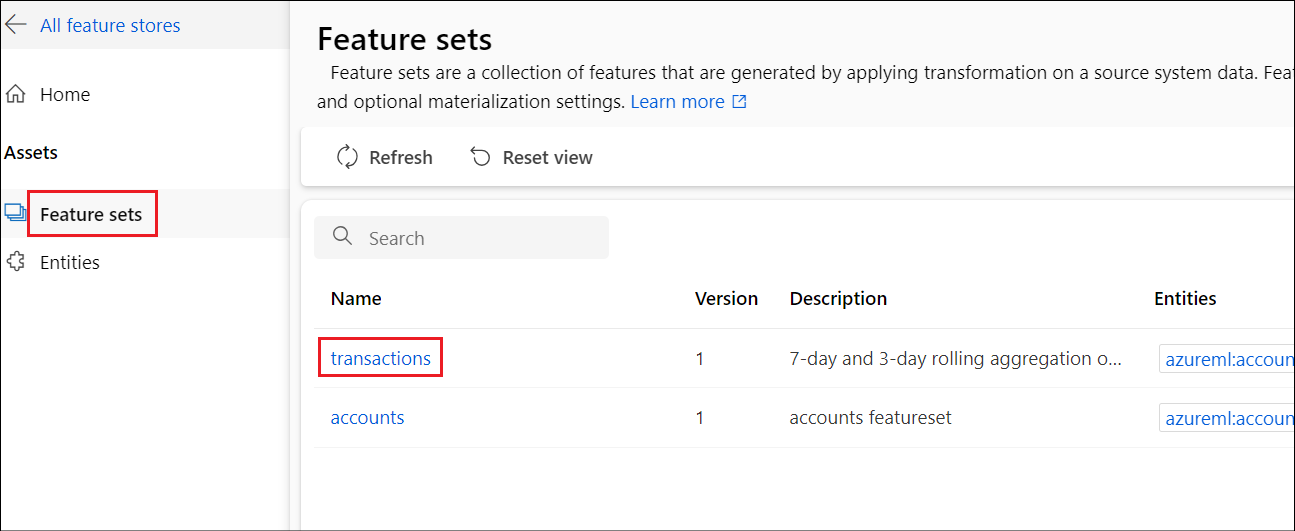 All feature stores
Home
Assets
Feature sets
Entities
Feature sets
Feature sets are a collection of features that are generated by applying transformation on a source system data.
and optional materialization settings. Learn more
Refresh
Reset view
Search
Name Version Description Entities
transactions 1 7-day and 3-day rolling aggregation o... azureml:accoun
accounts 1 accounts featureset azureml:accoun